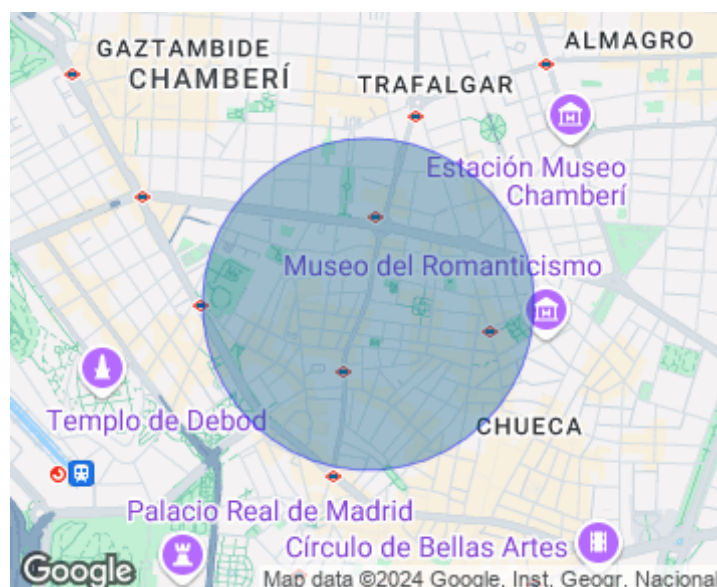 GAZTAMBIDE
CHAMBERÍ
TRAFALGAR
ALMAGRO
Estación Museo
Chamberí
Museo del Romanticismo
Templo de Debod
CHUECA
Palacio Real de Madrid
Círculo de Bellas Artes
Google
Map data ©2024 Google, Inst. Geogr. Nacional